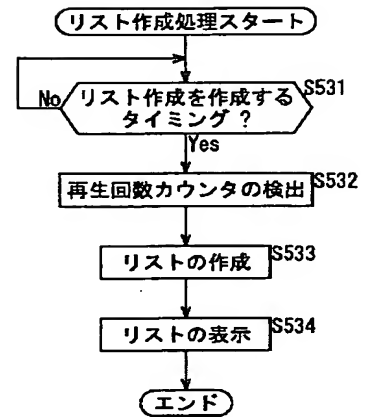 リスト作成処理スタート
No
リスト作成を作成する
タイミング ?
S531
Yes
再生回数カウンタの検出
S532
リストの作成
S533
リストの表示
S534
エンド